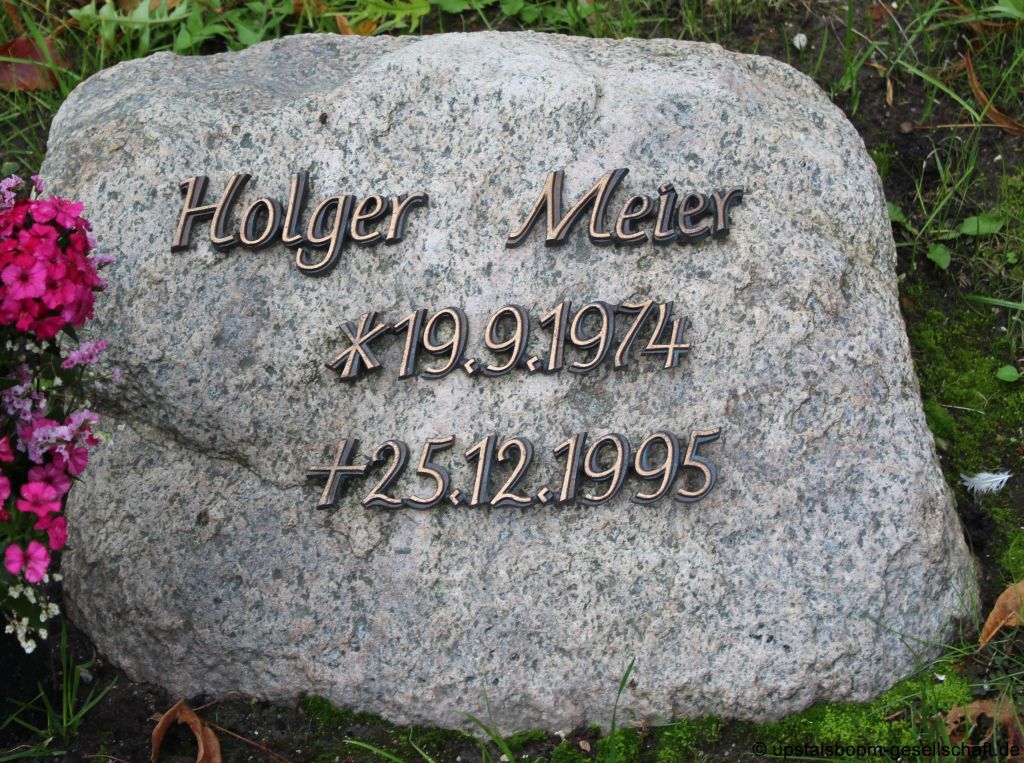 Holger Meier
*19.9.1974
+25.12.1995
© upstalsboom-gesellschaft.de